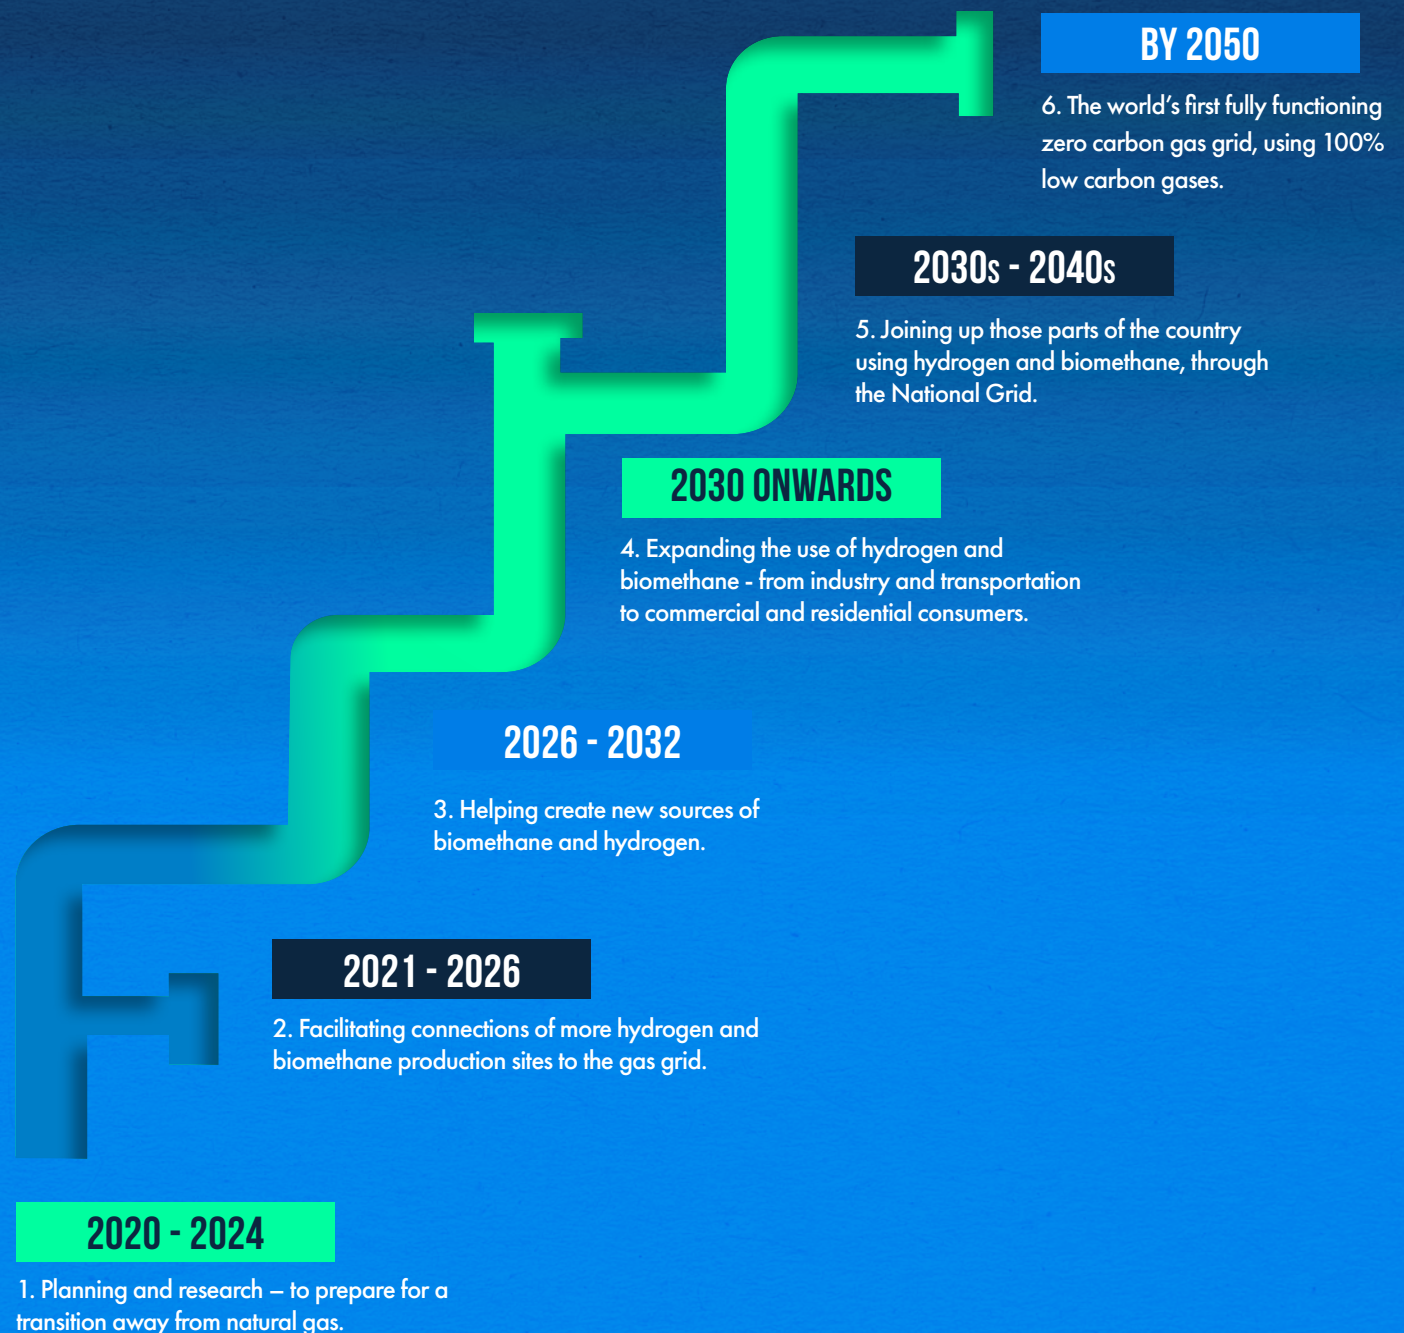 BY 2050
6. The world’s first fully functioning
zero carbon gas grid, using 100%
low carbon gases.
2030s - 2040s
5. Joining up those parts of the country
using hydrogen and biomethane, through
the National Grid.
2030 ONWARDS
4. Expanding the use of hydrogen and
biomethane - from industry and transportation
to commercial and residential consumers.
2026 - 2032
3. Helping create new sources of
biomethane and hydrogen.
2021 - 2026
2. Facilitating connections of more hydrogen and
biomethane production sites to the gas grid.
2020 - 2024
1. Planning and research – to prepare for a
transition away from natural gas.